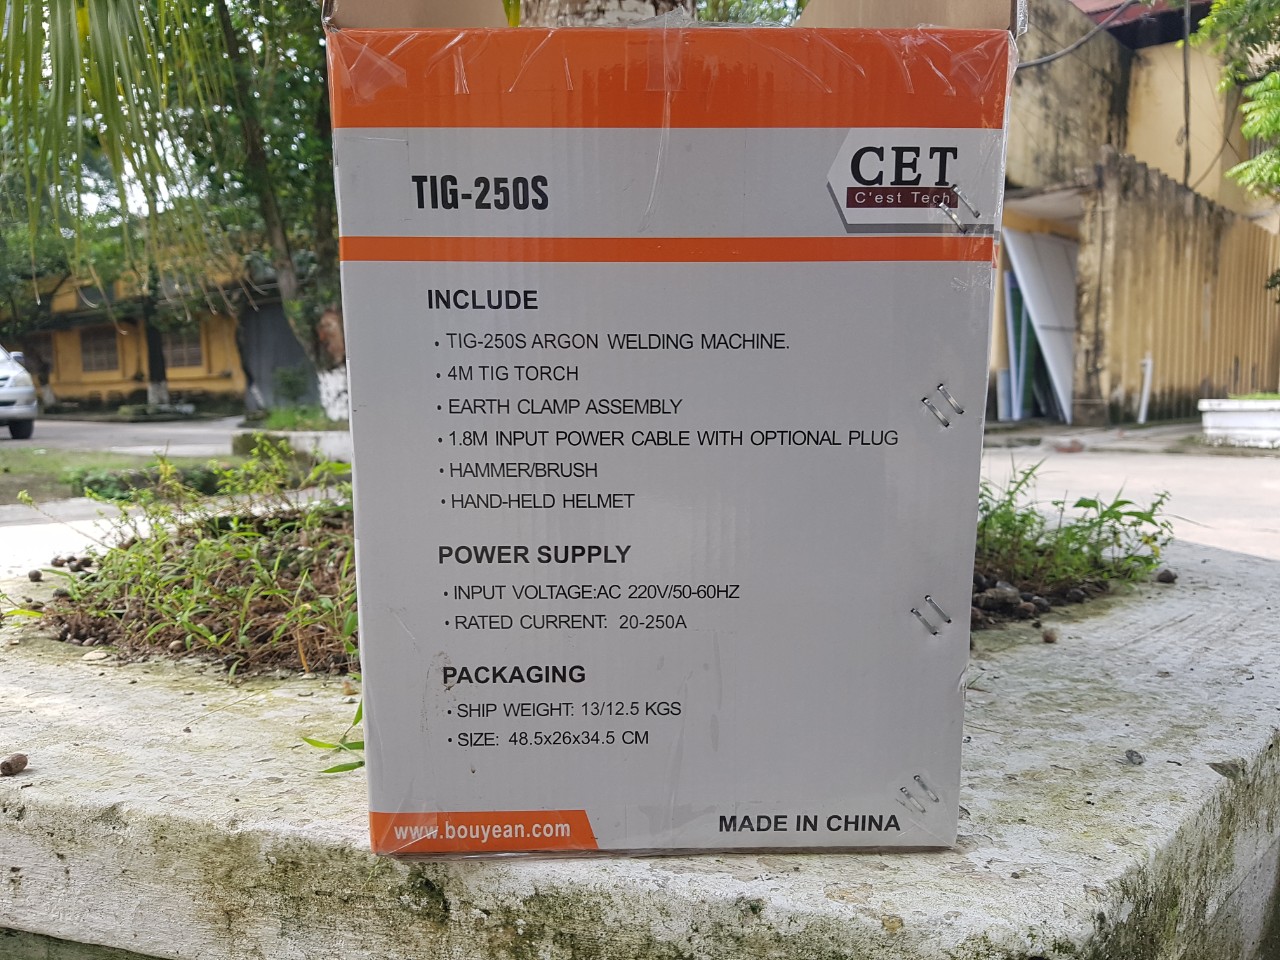 CET
C'est Tech
TIG-250S
INCLUDE
• TIG-250S ARGON WELDING MACHINE.
• 4M TIG TORCH
• EARTH CLAMP ASSEMBLY
• 1.8M INPUT POWER CABLE WITH OPTIONAL PLUG
• HAMMER/BRUSH
• HAND-HELD HELMET
POWER SUPPLY
• INPUT VOLTAGE:AC 220V/50-60HZ
• RATED CURRENT: 20-250A
PACKAGING
• SHIP WEIGHT: 13/12.5 KGS
• SIZE: 48.5x26x34.5 CM
www.bouyean.com
MADE IN CHINA